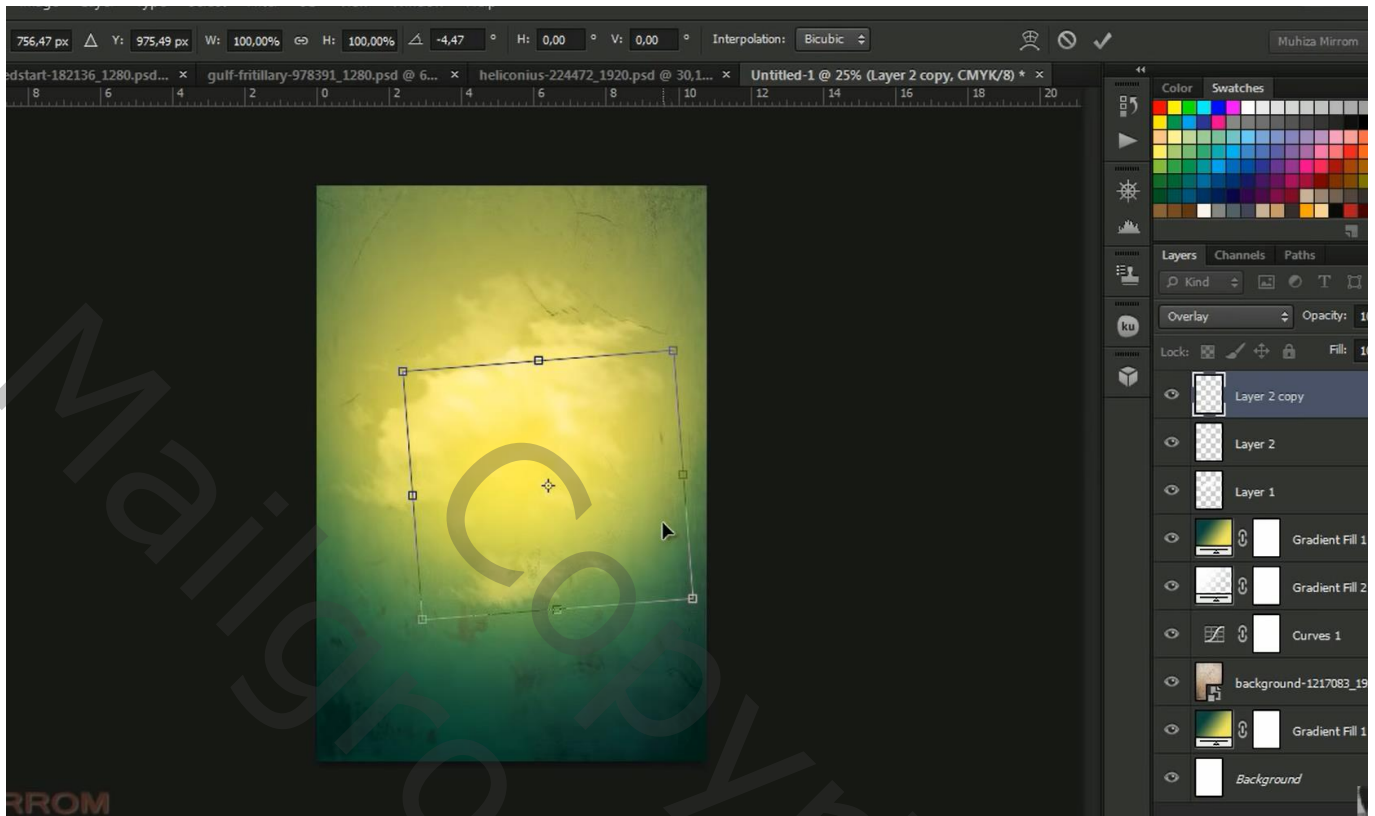 756,47 px Y: 975,49 px W: 100,00% H: 100,00% -4,47 ° H: 0,00 ° V: 0,00 ° Interpolation: Bicubic
Muhiza Mirrom
edstart-182136_1280.psd... × gulf-fritillary-978391_1280.psd @ 6... × heliconius-224472_1920.psd @ 30,1... × Untitled-1 @ 25% (Layer 2 copy, CMYK/8) * ×
8 6 4 2 0 2 4 6 8 10 12 14 16 18 20
Color Swatches
Layers Channels Paths
Kind
Overlay Opacity: 10
Lock: Fill: 10
Layer 2 copy
Layer 2
Layer 1
Gradient Fill 1
Gradient Fill 2
Curves 1
background-1217083_19
Gradient Fill 1
Background
ku
RROM